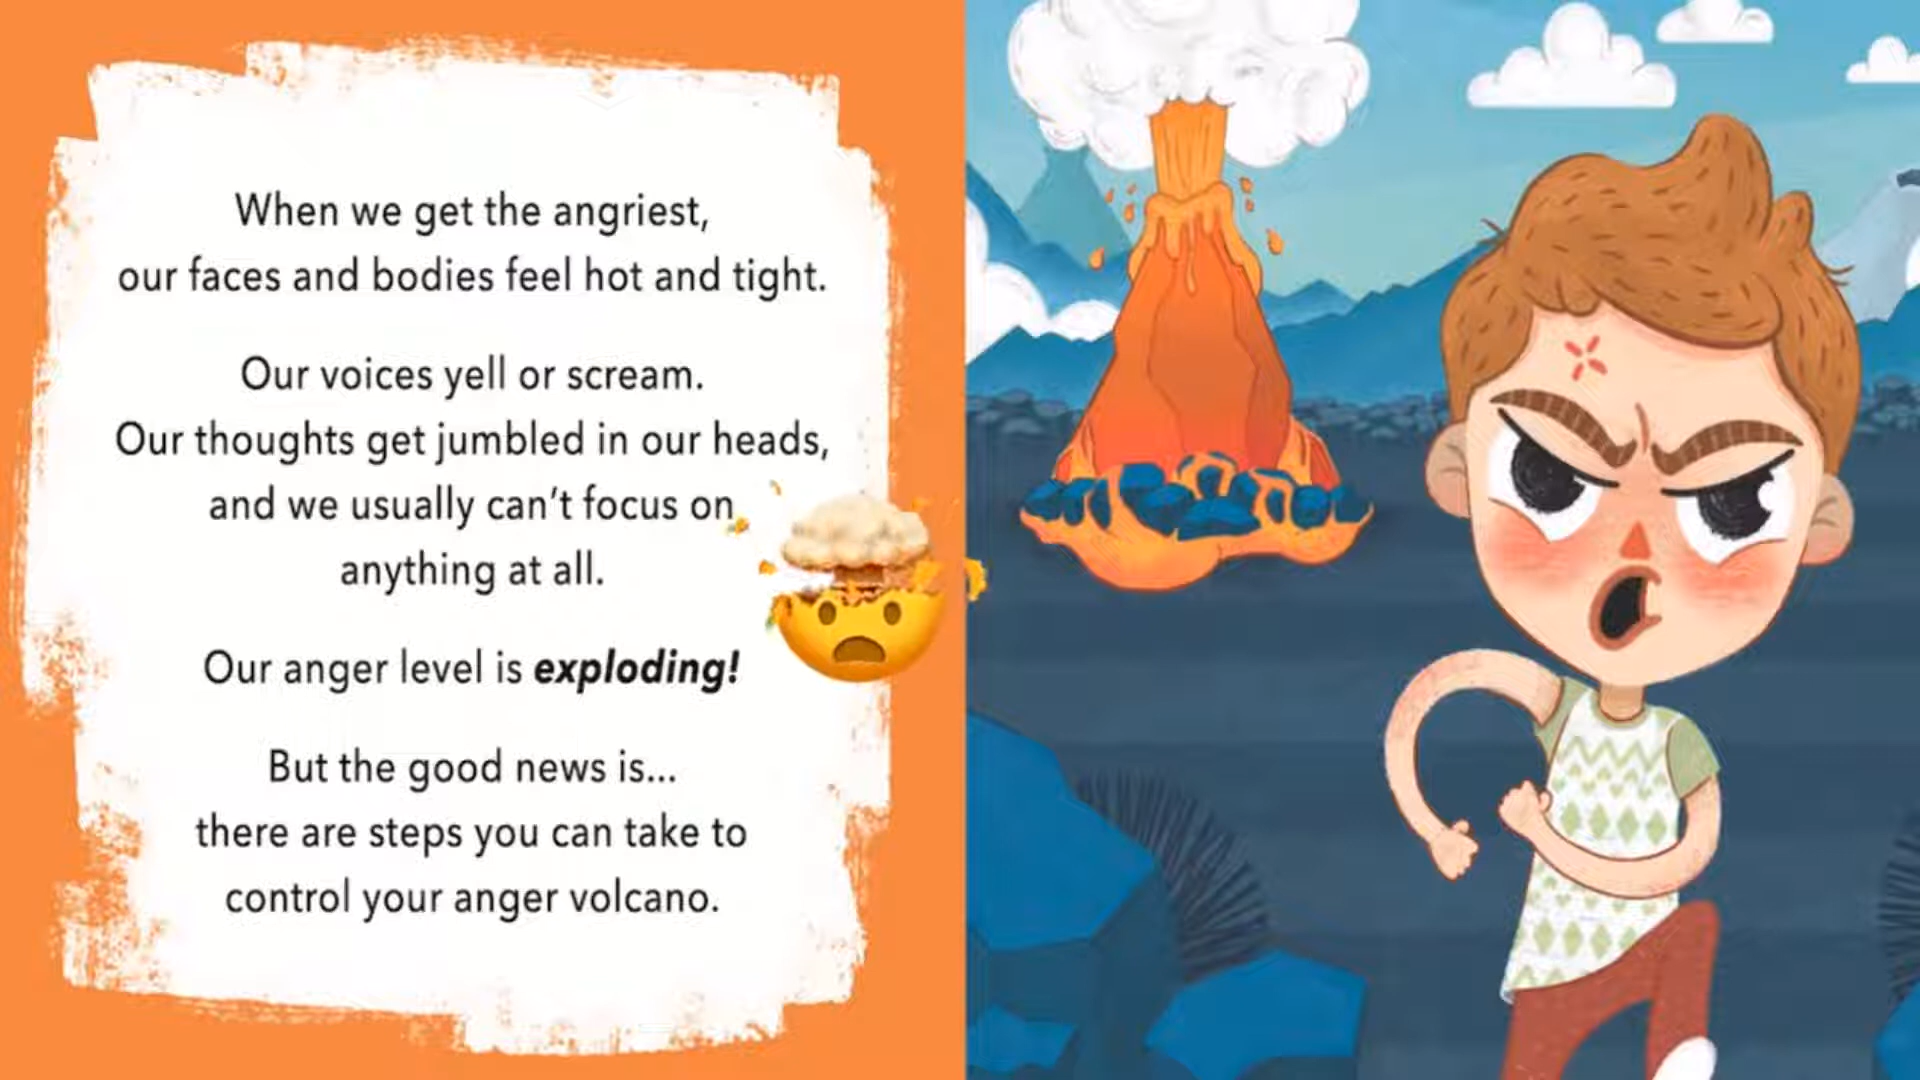 When we get the angriest,
our faces and bodies feel hot and tight.
Our voices yell or scream.
Our thoughts get jumbled in our heads,
and we usually can't focus on
anything at all.
Our anger level is exploding!
But the good news is...
there are steps you can take to
control your anger volcano.